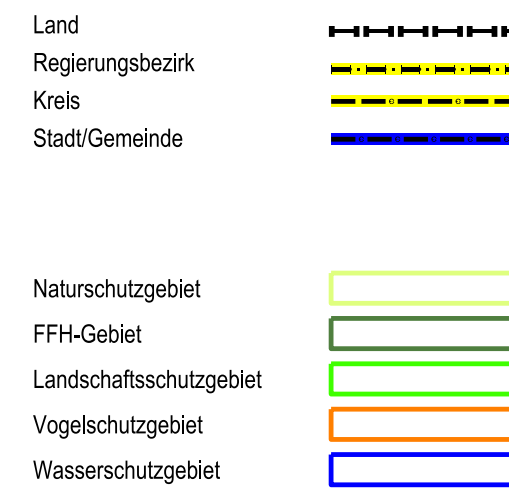 Land
Regierungsbezirk
Kreis
Stadt/Gemeinde
Naturschutzgebiet
FFH-Gebiet
Landschaftsschutzgebiet
Vogelschutzgebiet
Wasserschutzgebiet